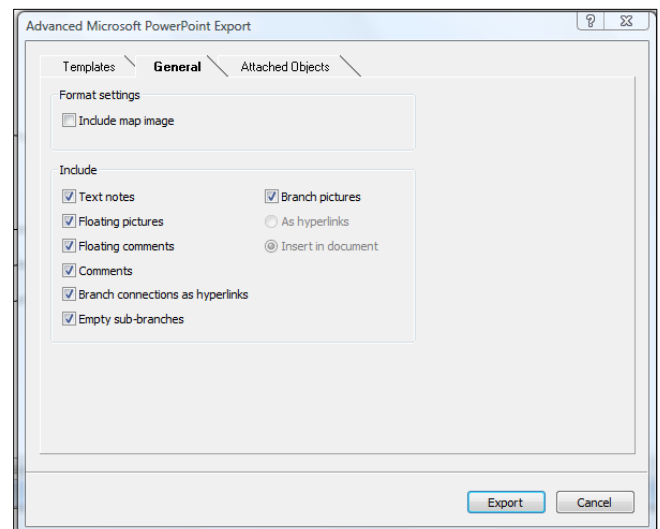 Advanced Microsoft PowerPoint Export
Templates General Attached Objects
Format settings
Include map image
Include
Text notes
Branch pictures
Floating pictures
As hyperlinks
Floating comments
Insert in document
Comments
Branch connections as hyperlinks
Empty sub-branches
Export Cancel